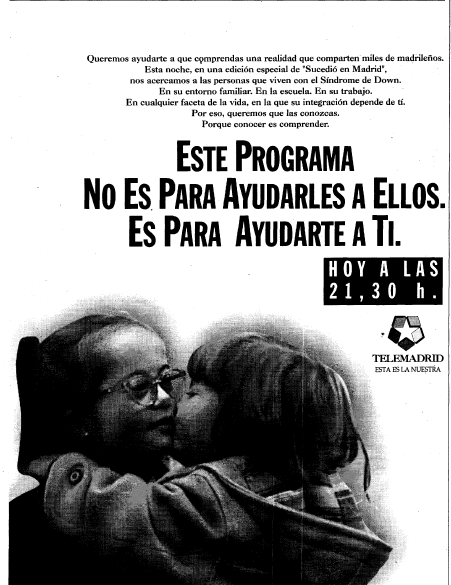 Queremos ayudarte a que comprendas una realidad que comparten miles de madrileños.
Esta noche, en una edición especial de "Sucedió en Madrid",
nos acercamos a las personas que viven con el Síndrome de Down.
En su entorno familiar. En la escuela. En su trabajo.
En cualquier faceta de la vida, en la que su integración depende de tí.
Por eso, queremos que las conozcas.
Porque conocer es comprender.
ESTE PROGRAMA
NO ES PARA AYUDARLES A ELLOS.
ES PARA AYUDARTE A TI.
HOY A LAS
21,30 h.
TELEMADRID
ESTA ES LA NUESTRA